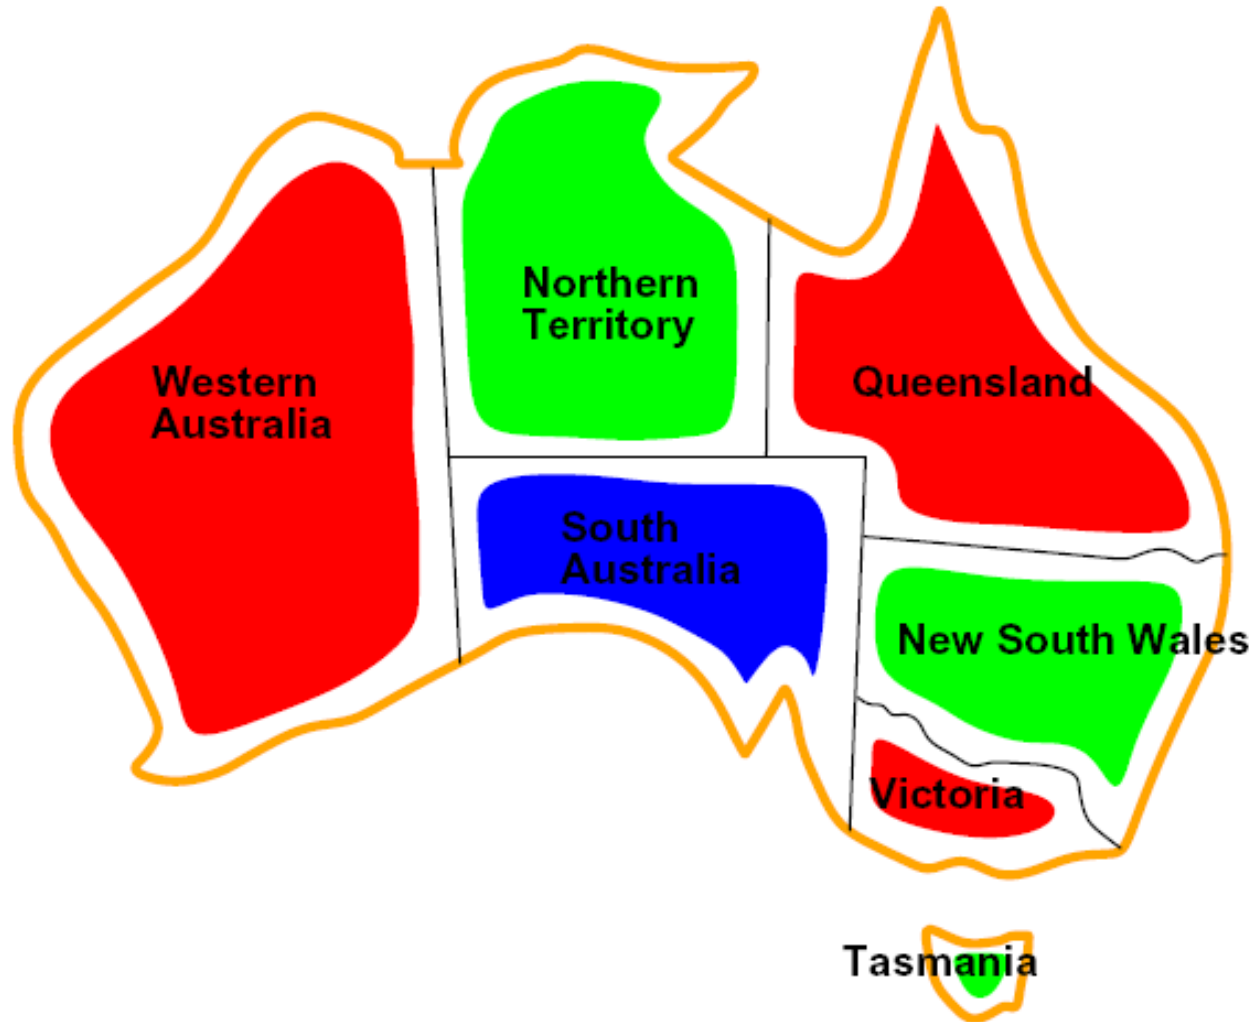 Northern
Territory
Western
Australia
Queensland
South
Australia
New South Wales
Victoria
Tasmania